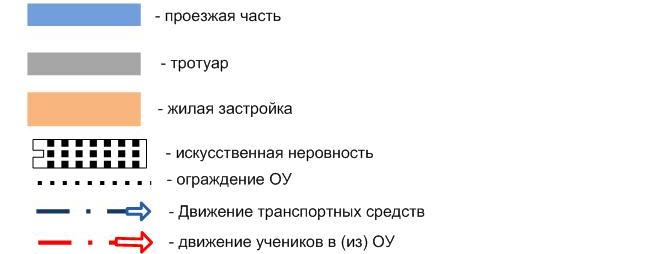 - проезжая часть
- тротуар
- жилая застройка
- искусственная неровность
- ограждение ОУ
- Движение транспортных средств
- движение учеников в (из) ОУ